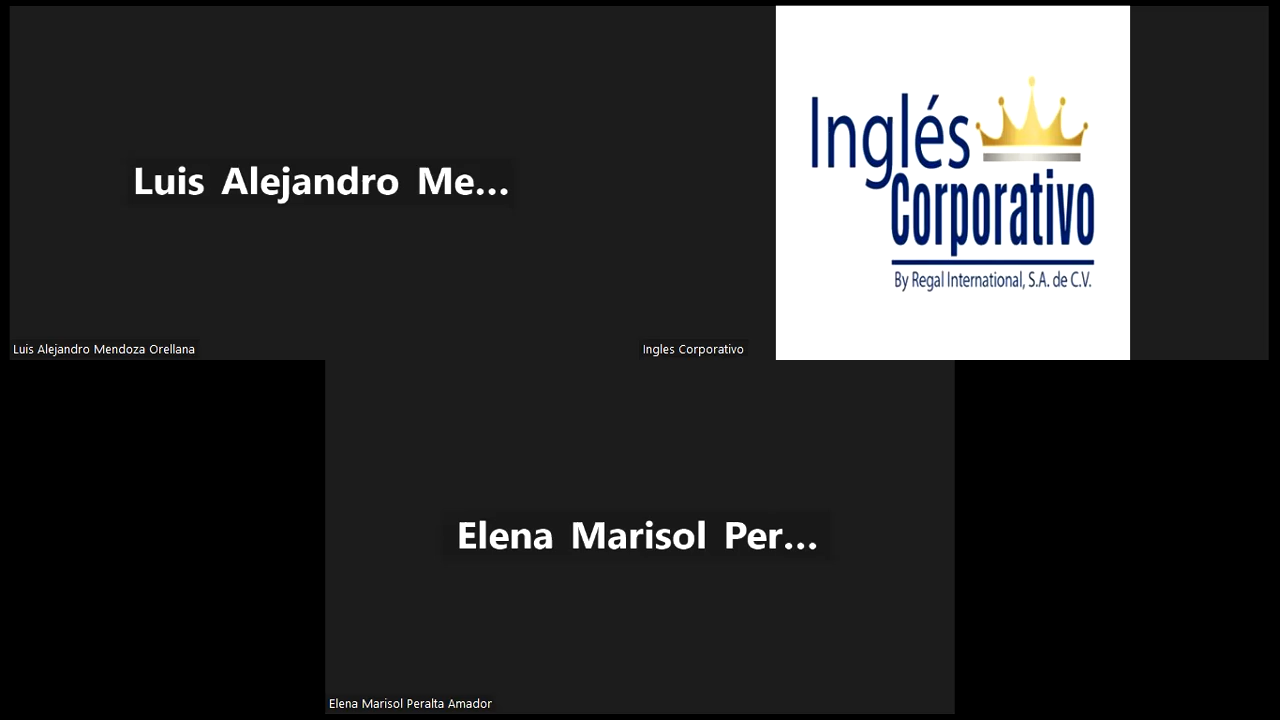 Luis Alejandro Me...
Luis Alejandro Mendoza Orellana
Inglés
Corporativo
By Regal International, S.A. de C.V.
Ingles Corporativo
Elena Marisol Per...
Elena Marisol Peralta Amador